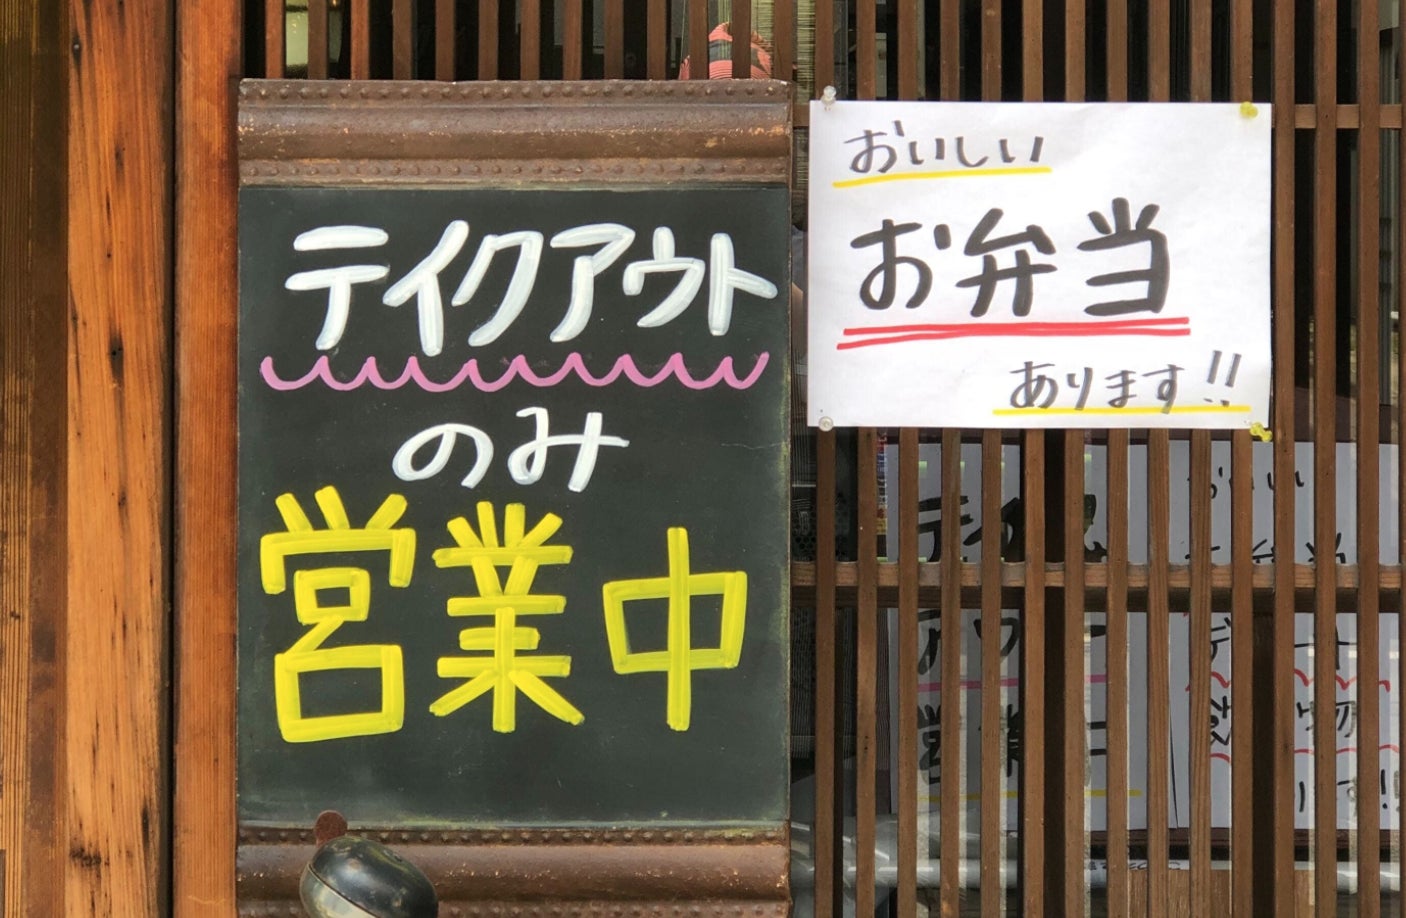 テイクアウト
のみ
営業中
おいしい
お弁当
あります!!